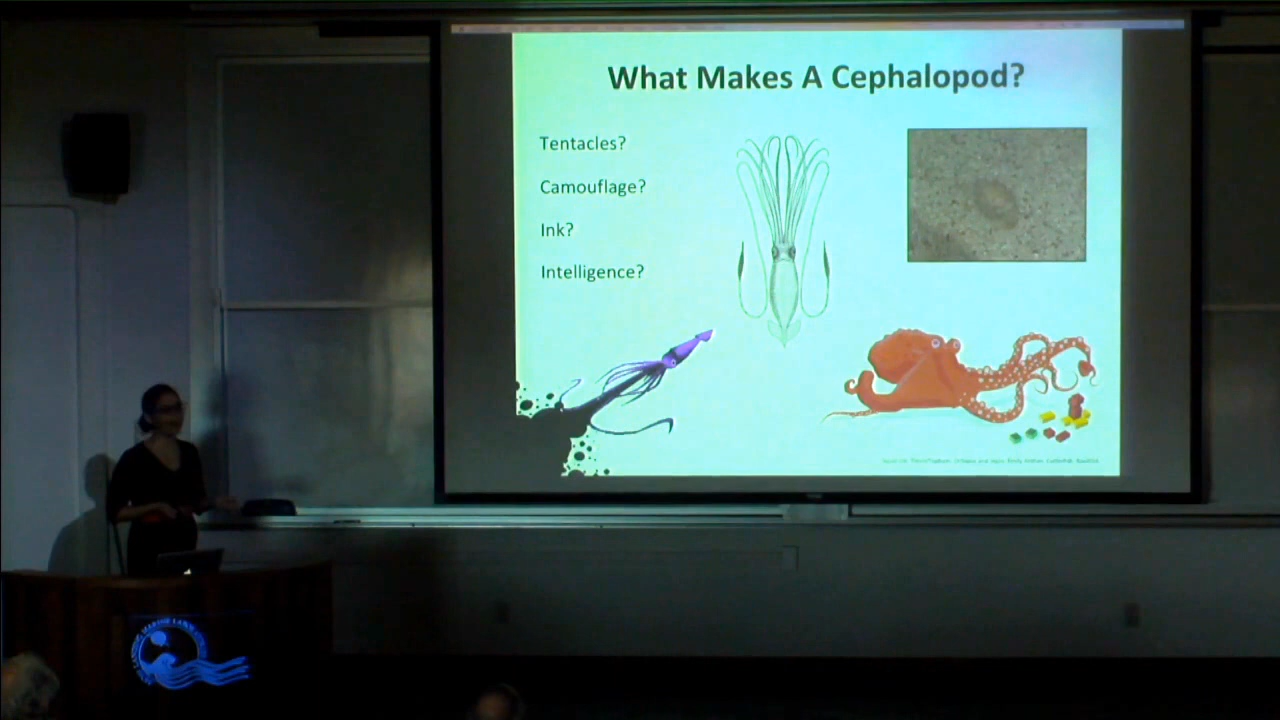 What Makes A Cephalopod?
Tentacles?
Camouflage?
Ink?
Intelligence?